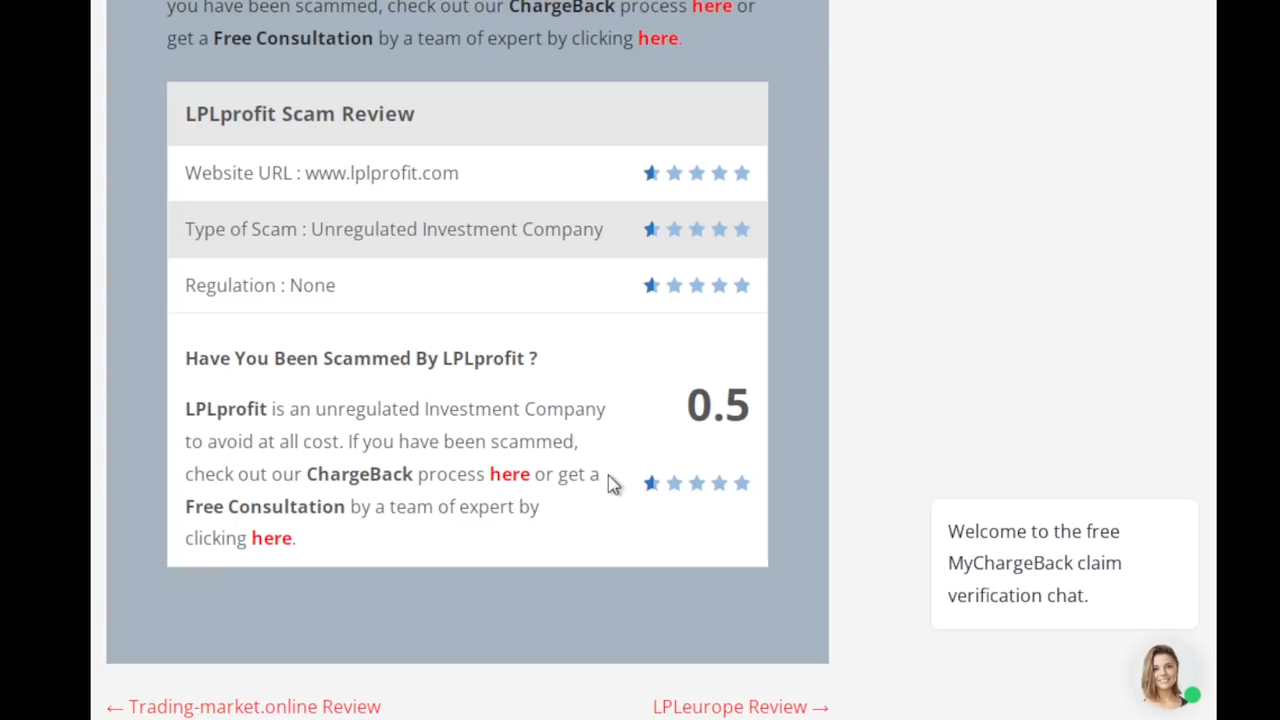 you have been scammed, check out our ChargeBack process here or
get a Free Consultation by a team of expert by clicking here.
LPLprofit Scam Review
Website URL : www.lplprofit.com
Type of Scam : Unregulated Investment Company
Regulation : None
Have You Been Scammed By LPLprofit ?
LPLprofit is an unregulated Investment Company
to avoid at all cost. If you have been scammed,
check out our ChargeBack process here or get a
Free Consultation by a team of expert by
clicking here.
0.5
Welcome to the free
MyChargeBack claim
verification chat.
← Trading-market.online Review
LPLeurope Review →